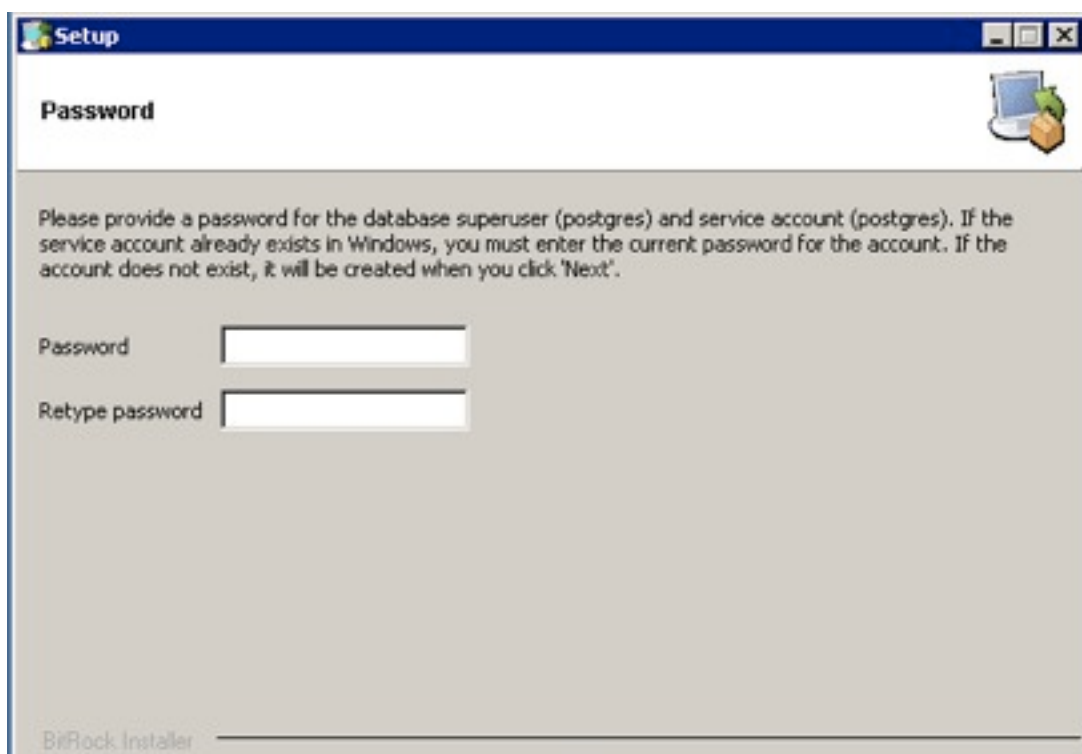 Setup
Password
Please provide a password for the database superuser (postgres) and service account (postgres). If the
service account already exists in Windows, you must enter the current password for the account. If the
account does not exist, it will be created when you click 'Next'.
Password
Retype password
BitRock Installer